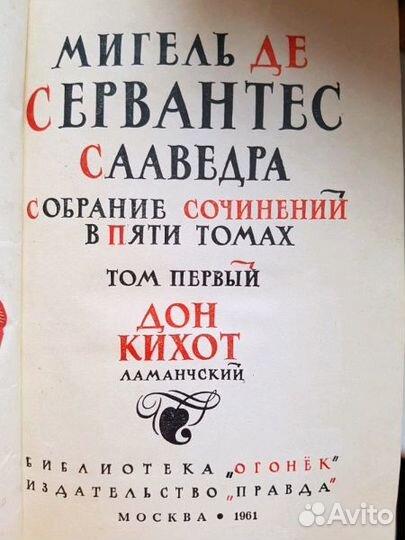 МИГЕЛЬ ДЕ
СЕРВАНТЕС
СААВЕДРА
СОБРАНИЕ СОЧИНЕНИЙ
В ПЯТИ ТОМАХ
ТОМ ПЕРВЫЙ
ДОН
КИХОТ
ЛАМАНЧСКИЙ
БИБЛИОТЕКА „ОГОНЁК"
ИЗДАТЕЛЬСТВО „ПРАВДА"
МОСКВА • 1961
Avito